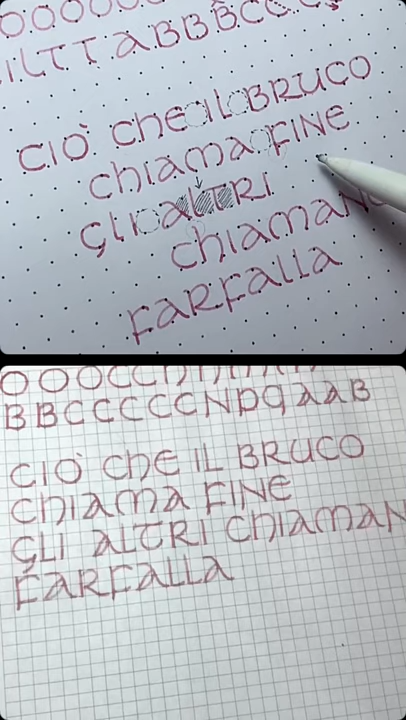 CIÒ CHE IL BRUCO
CHIAMA FINE
GLI ALTRI
CHIAMAN
FARFALLA
BBCCCCCNDqaaB
CIÒ CHE IL BRUCO
CHIAMA FINE
GLI ALTRI CHIAMAN
FARFALLA